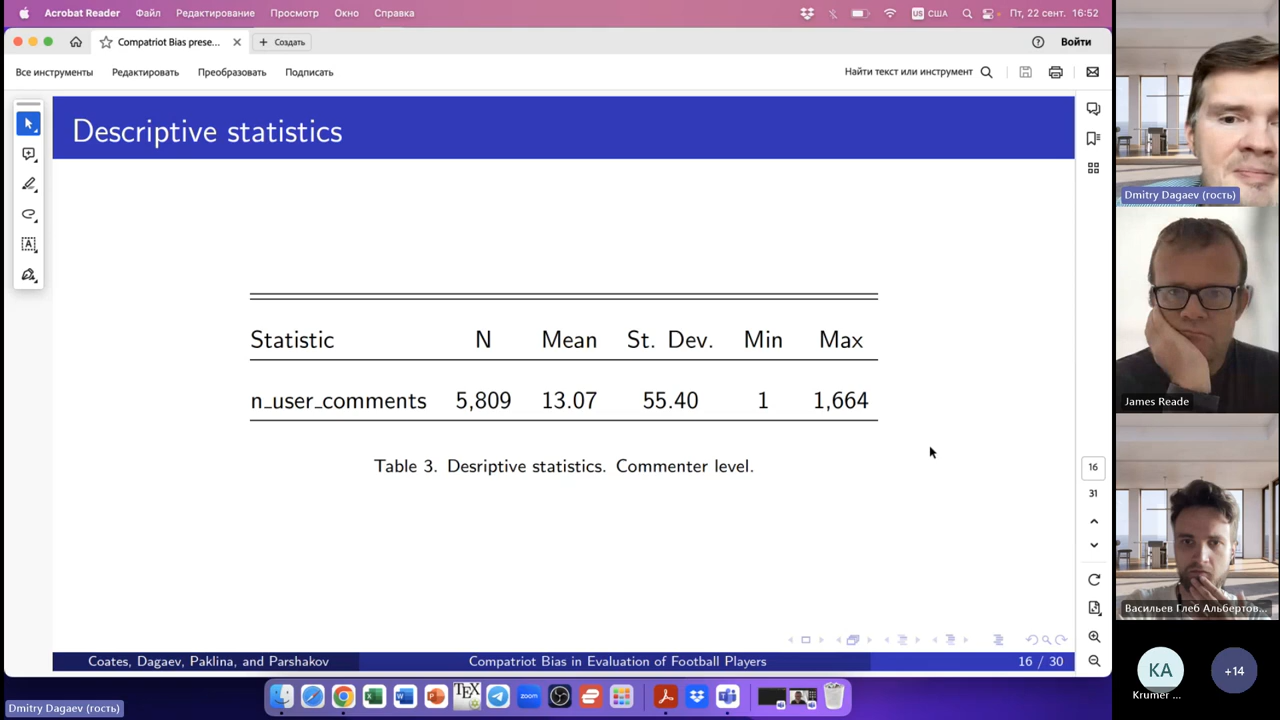 Acrobat Reader Файл Редактирование Просмотр Окно Справка US США Пт, 22 сент. 16:52
Compatriot Bias prese... Создать Войти
Все инструменты Редактировать Преобразовать Подписать Найти текст или инструмент
Descriptive statistics
Statistic N Mean St. Dev. Min Max
n_user_comments 5,809 13.07 55.40 1 1,664
Table 3. Desriptive statistics. Commenter level.
16
31
Coates, Dagaev, Paklina, and Parshakov Compatriot Bias in Evaluation of Football Players 16 / 30
TEX zoom
Dmitry Dagaev (гость)
Dmitry Dagaev (гость)
James Reade
Васильев Глеб Альбертов...
KA +14
Krumer ...